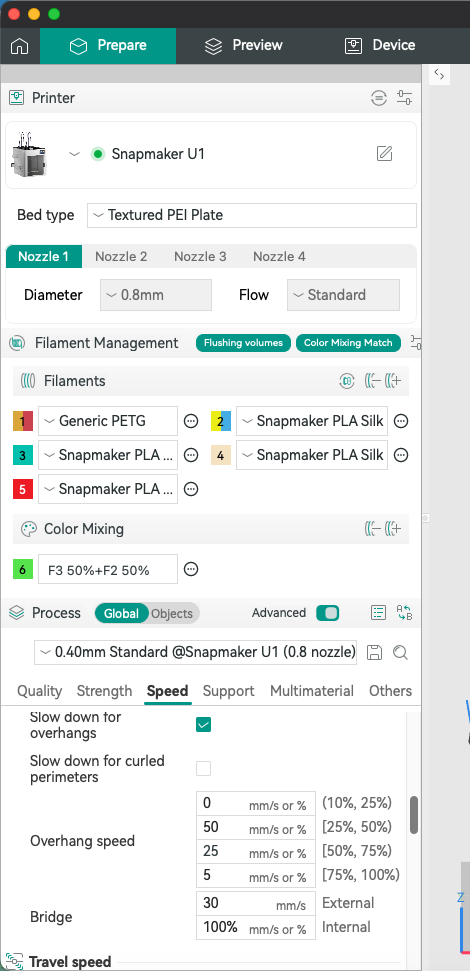 Prepare
Preview
Device
Printer
Snapmaker U1
Bed type
Textured PEI Plate
Nozzle 1
Nozzle 2
Nozzle 3
Nozzle 4
Diameter
0.8mm
Flow
Standard
Filament Management
Flushing volumes
Color Mixing Match
Filaments
1
Generic PETG
2
Snapmaker PLA Silk
3
Snapmaker PLA ...
4
Snapmaker PLA Silk
5
Snapmaker PLA ...
Color Mixing
6
F3 50%+F2 50%
Process
Global
Objects
Advanced
0.40mm Standard @Snapmaker U1 (0.8 nozzle)
Quality
Strength
Speed
Support
Multimaterial
Others
Slow down for
overhangs
Slow down for curled
perimeters
Overhang speed
0 mm/s or % (10%, 25%)
50 mm/s or % [25%, 50%)
25 mm/s or % [50%, 75%)
5 mm/s or % [75%, 100%)
Bridge
30 mm/s External
100% mm/s or % Internal
Travel speed
Z